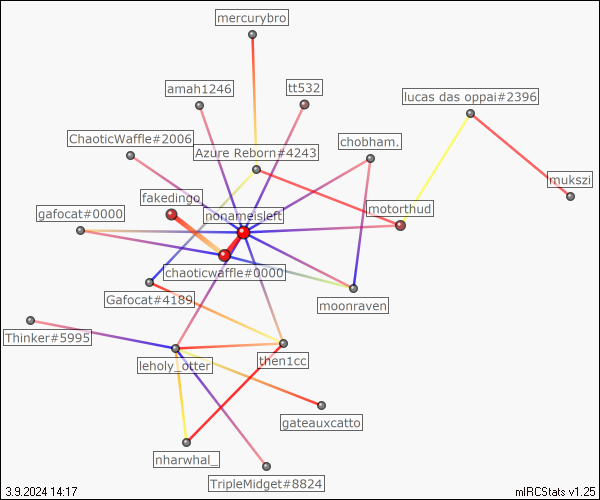 mercurybro
amah1246
tt532
lucas das oppai#2396
ChaoticWaffle#2006
chobham.
Azure Reborn#4243
mukszi
fakedingo
gafocat#0000
nonameisleft
motorthud
chaoticwaffle#0000
Gafocat#4189
moonraven
Thinker#5995
leholy_otter
then1cc
gateauxcatto
nharwhal_
TripleMidget#8824
3.9.2024 14:17
mIRCStats v1.25